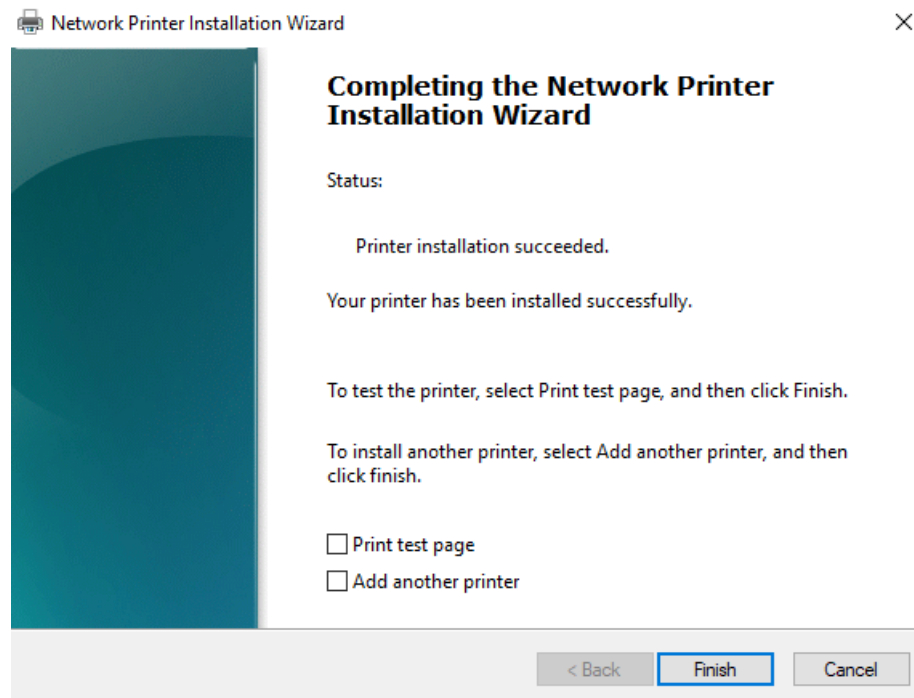 Network Printer Installation Wizard
Completing the Network Printer
Installation Wizard
Status:
Printer installation succeeded.
Your printer has been installed successfully.
To test the printer, select Print test page, and then click Finish.
To install another printer, select Add another printer, and then
click finish.
Print test page
Add another printer
< Back Finish Cancel